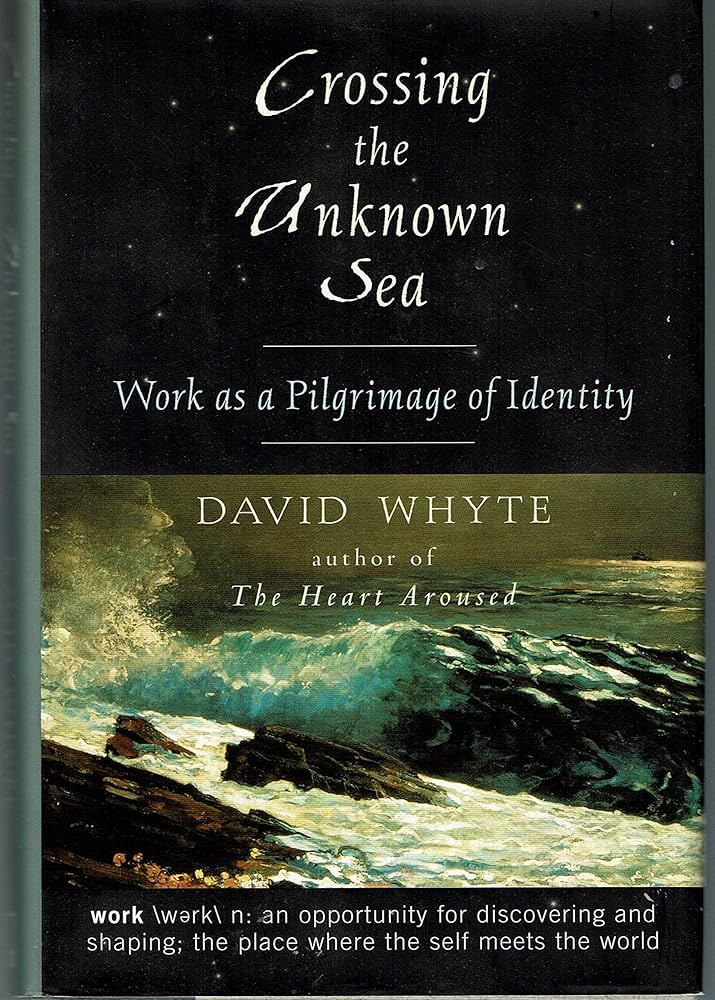 Crossing
the
Unknown
Sea
Work as a Pilgrimage of Identity
DAVID WHYTE
author of
The Heart Aroused
work \wərk\ n: an opportunity for discovering and
shaping; the place where the self meets the world